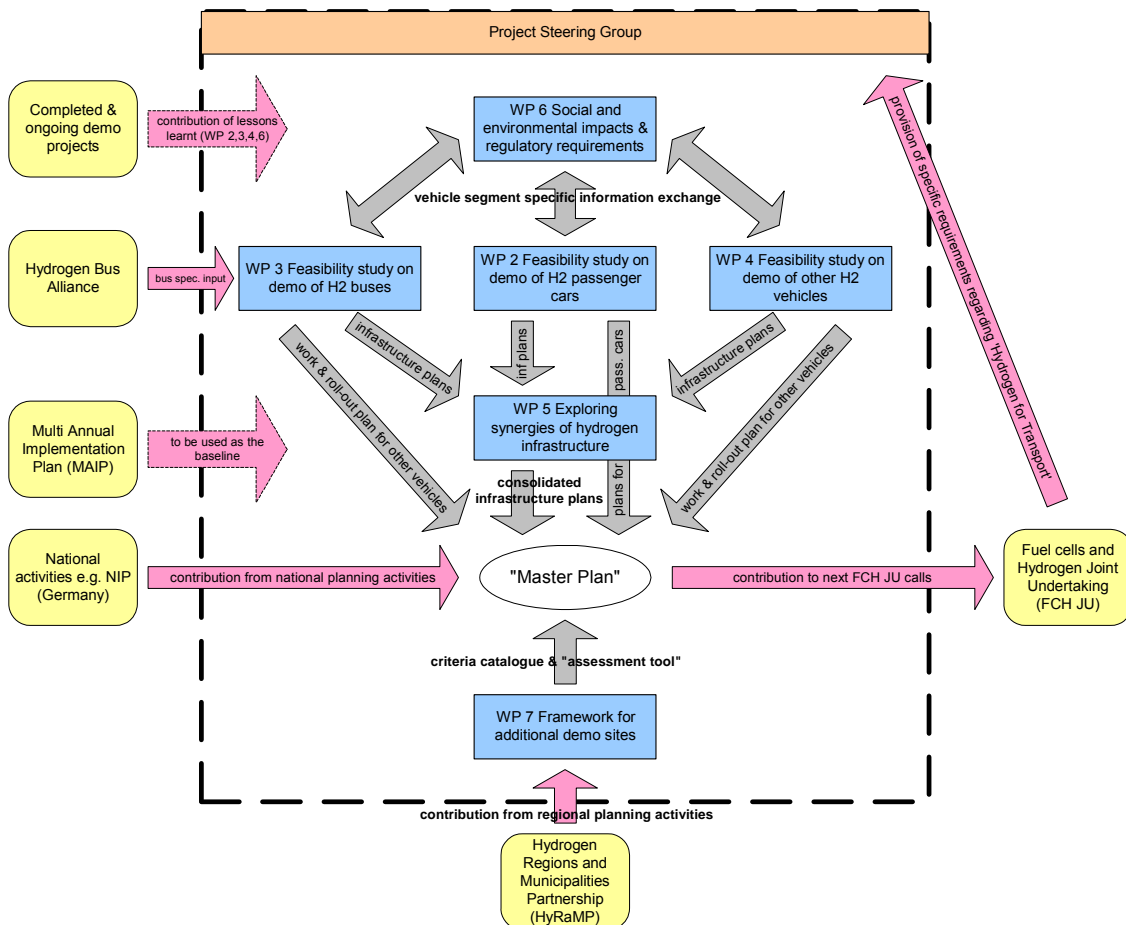 Project Steering Group
Completed &
ongoing demo
projects
contribution of lessons
learnt (WP 2,3,4,6)
WP 6 Social and
environmental impacts &
regulatory requirements
provision of specific requirements regarding 'Hydrogen for Transport"
vehicle segment specific information exchange
Hydrogen Bus
Alliance
bus spec. input
WP 3 Feasibility study on
demo of H2 buses
WP 2 Feasibility study on
demo of H2 passenger
cars
WP 4 Feasibility study on
demo of other H2
vehicles
infrastructure plans
inf plans
plans for pass. cars
infrastructure plans
work & roll-out plan for other vehicles
work & roll-out plan for other vehicles
Multi Annual
Implementation
Plan (MAIP)
to be used as the
baseline
WP 5 Exploring
synergies of hydrogen
infrastructure
consolidated
infrastructure plans
National
activities e.g. NIP
(Germany)
contribution from national planning activities
"Master Plan"
contribution to next FCH JU calls
Fuel cells and
Hydrogen Joint
Undertaking
(FCH JU)
criteria catalogue & "assessment tool"
WP 7 Framework for
additional demo sites
contribution from regional planning activities
Hydrogen
Regions and
Municipalities
Partnership
(HyRaMP)